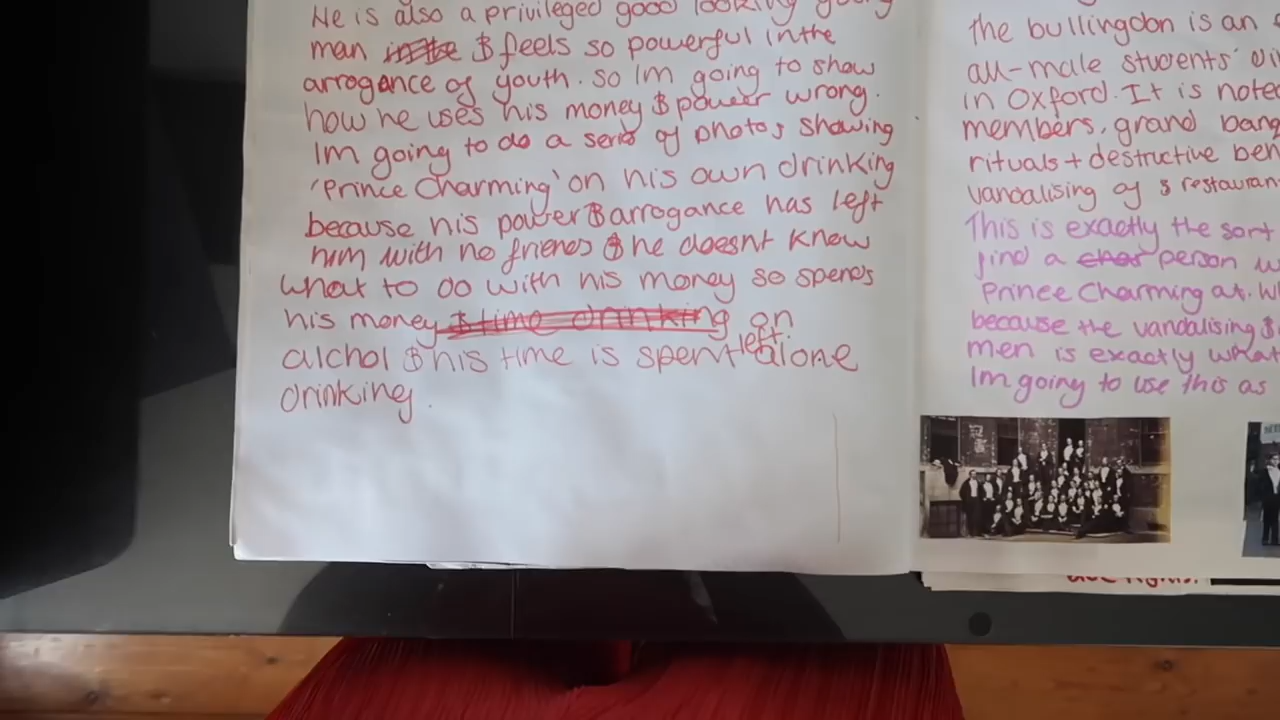 He is also a privileged good looking young
man in the & feels so powerful in the
arrogance of youth. so Im going to show
how he uses his money & power wrong.
Im going to do a series of photos showing
'Prince Charming' on his own drinking
because his power & arrogance has left
him with no friends & he doesnt know
what to do with his money so spends
his money & time drinking on
alchol & his time is spent left alone
drinking.
the bullingdon is an
all-male students'
in Oxford. It is noted
members, grand
rituals + destructive
vandalising of restaurant
This is exactly the sort
find a char person
Prince Charming at.
because the vandalising &
men is exactly what
Im going to use this as